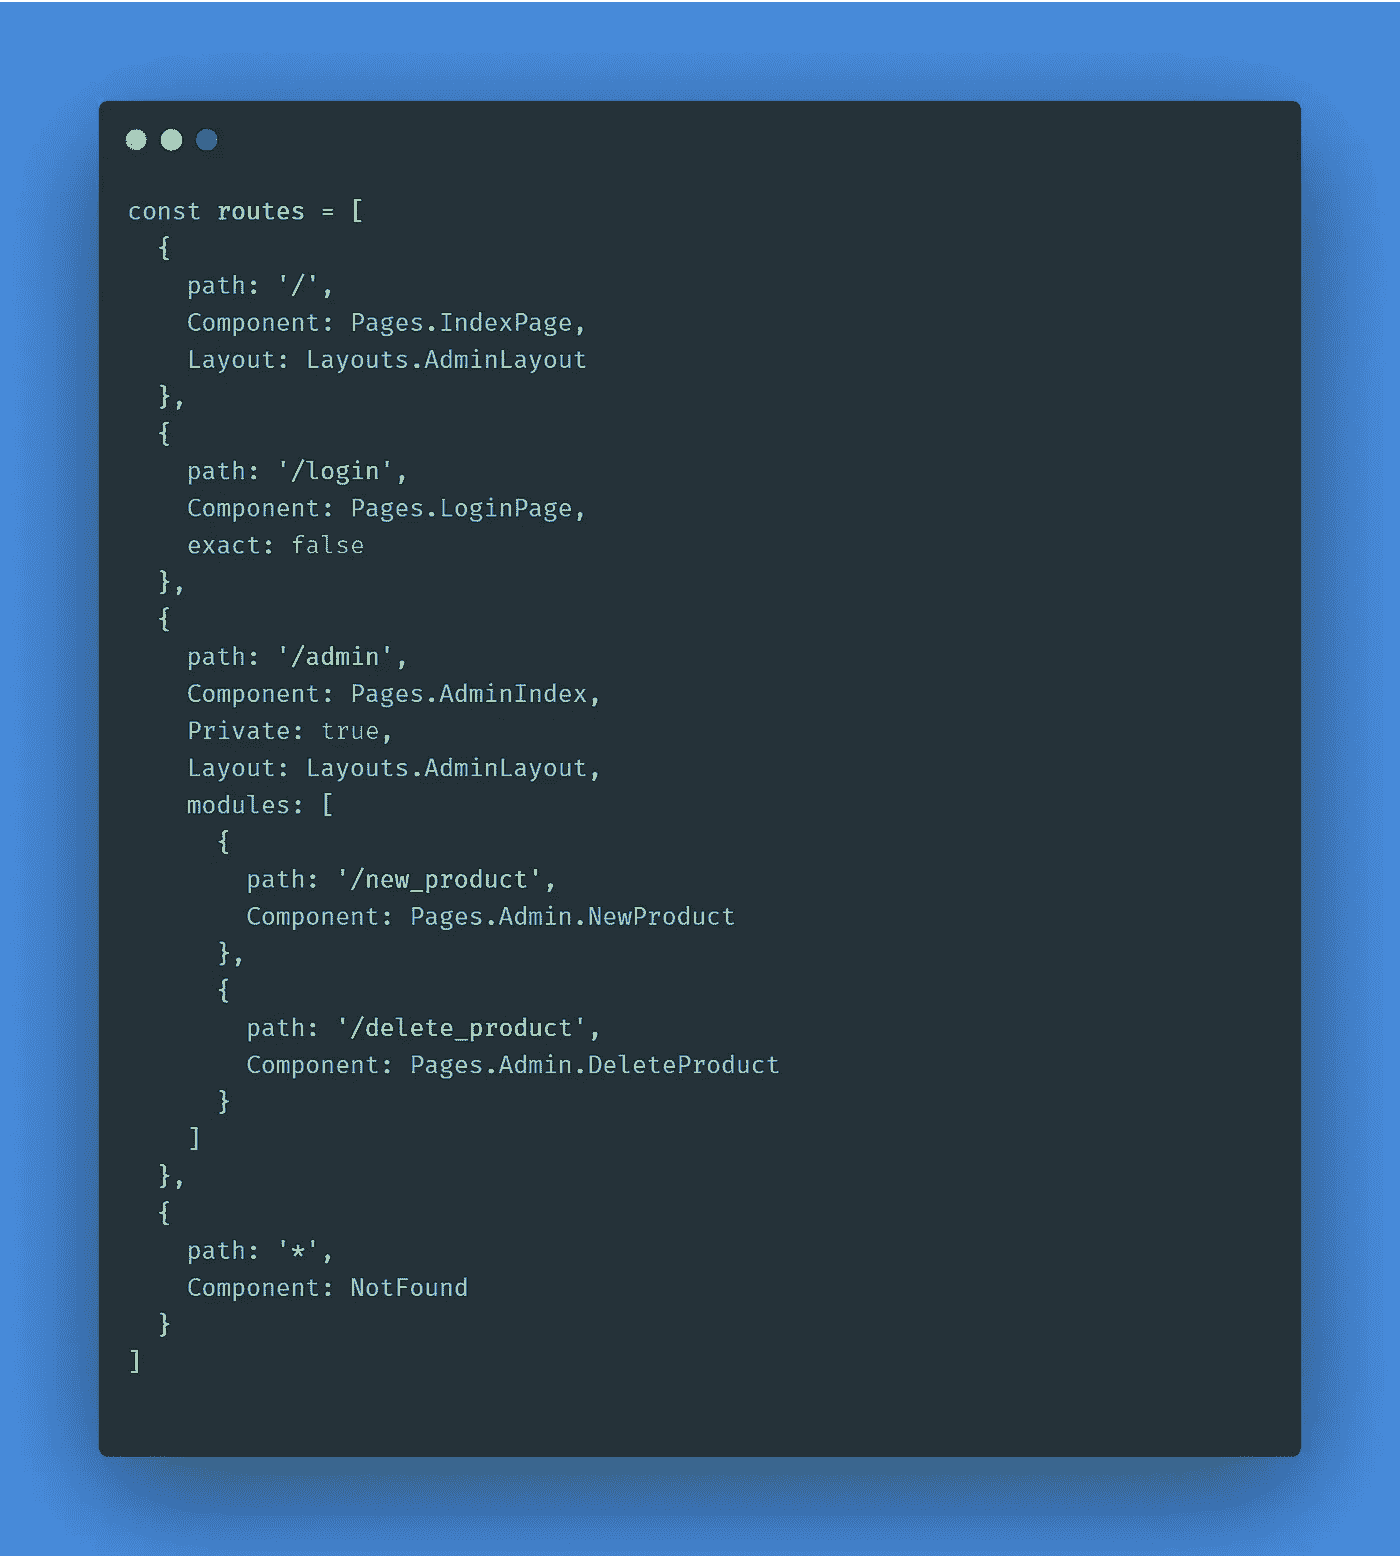 const routes = [
  {
    path: '/',
    Component: Pages.IndexPage,
    Layout: Layouts.AdminLayout
  },
  {
    path: '/login',
    Component: Pages.LoginPage,
    exact: false
  },
  {
    path: '/admin',
    Component: Pages.AdminIndex,
    Private: true,
    Layout: Layouts.AdminLayout,
    modules: [
      {
        path: '/new_product',
        Component: Pages.Admin.NewProduct
      },
      {
        path: '/delete_product',
        Component: Pages.Admin.DeleteProduct
      }
    ]
  },
  {
    path: '*',
    Component: NotFound
  }
]